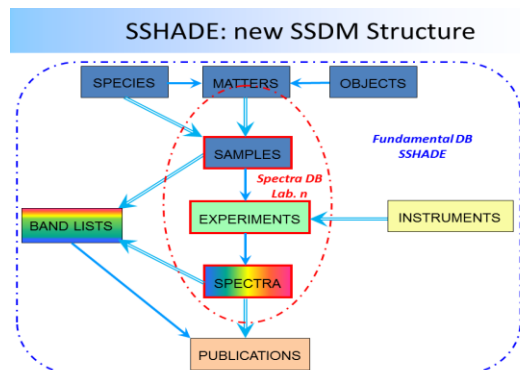 SSHADE: new SSDM Structure
SPECIES
MATTERS
OBJECTS
Fundamental DB
SSHADE
SAMPLES
Spectra DB
Lab. n
BAND LISTS
EXPERIMENTS
INSTRUMENTS
SPECTRA
PUBLICATIONS